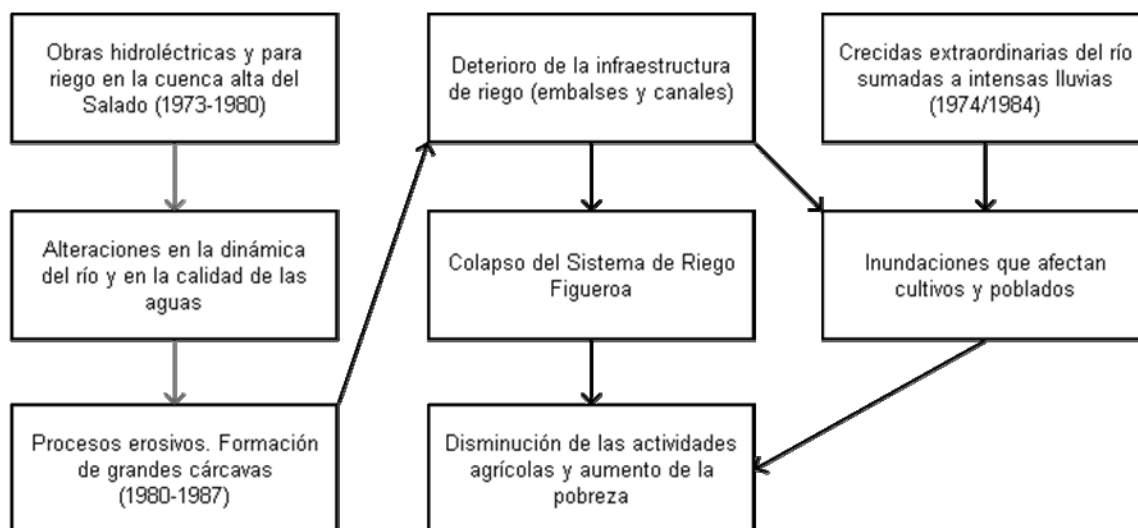 Obras hidroléctricas y para
riego en la cuenca alta del
Salado (1973-1980)
Alteraciones en la dinámica
del río y en la calidad de las
aguas
Procesos erosivos. Formación
de grandes cárcavas
(1980-1987)
Deterioro de la infraestructura
de riego (embalses y canales)
Colapso del Sistema de Riego
Figueroa
Disminución de las actividades
agrícolas y aumento de la
pobreza
Crecidas extraordinarias del río
sumadas a intensas lluvias
(1974/1984)
Inundaciones que afectan
cultivos y poblados